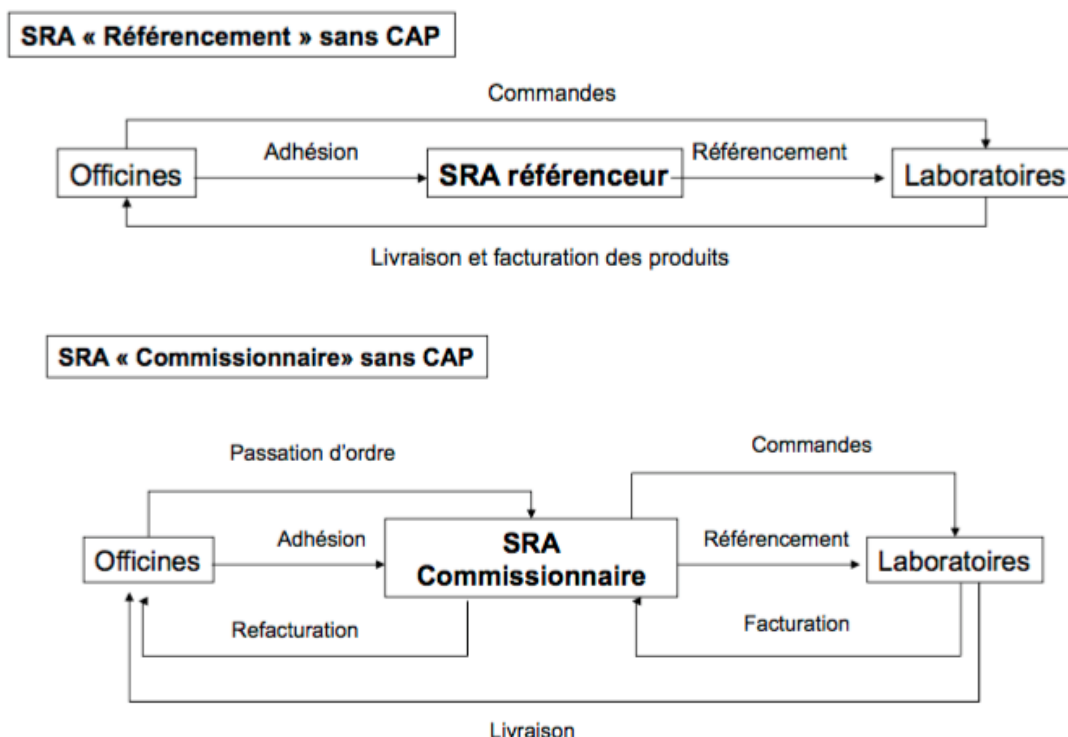 SRA « Référencement » sans CAP
Commandes
Adhésion
Référencement
Officines
SRA référenceur
Laboratoires
Livraison et facturation des produits
SRA « Commissionnaire» sans CAP
Passation d'ordre
Commandes
Adhésion
SRA
Commissionnaire
Référencement
Officines
Laboratoires
Refacturation
Facturation
Livraison